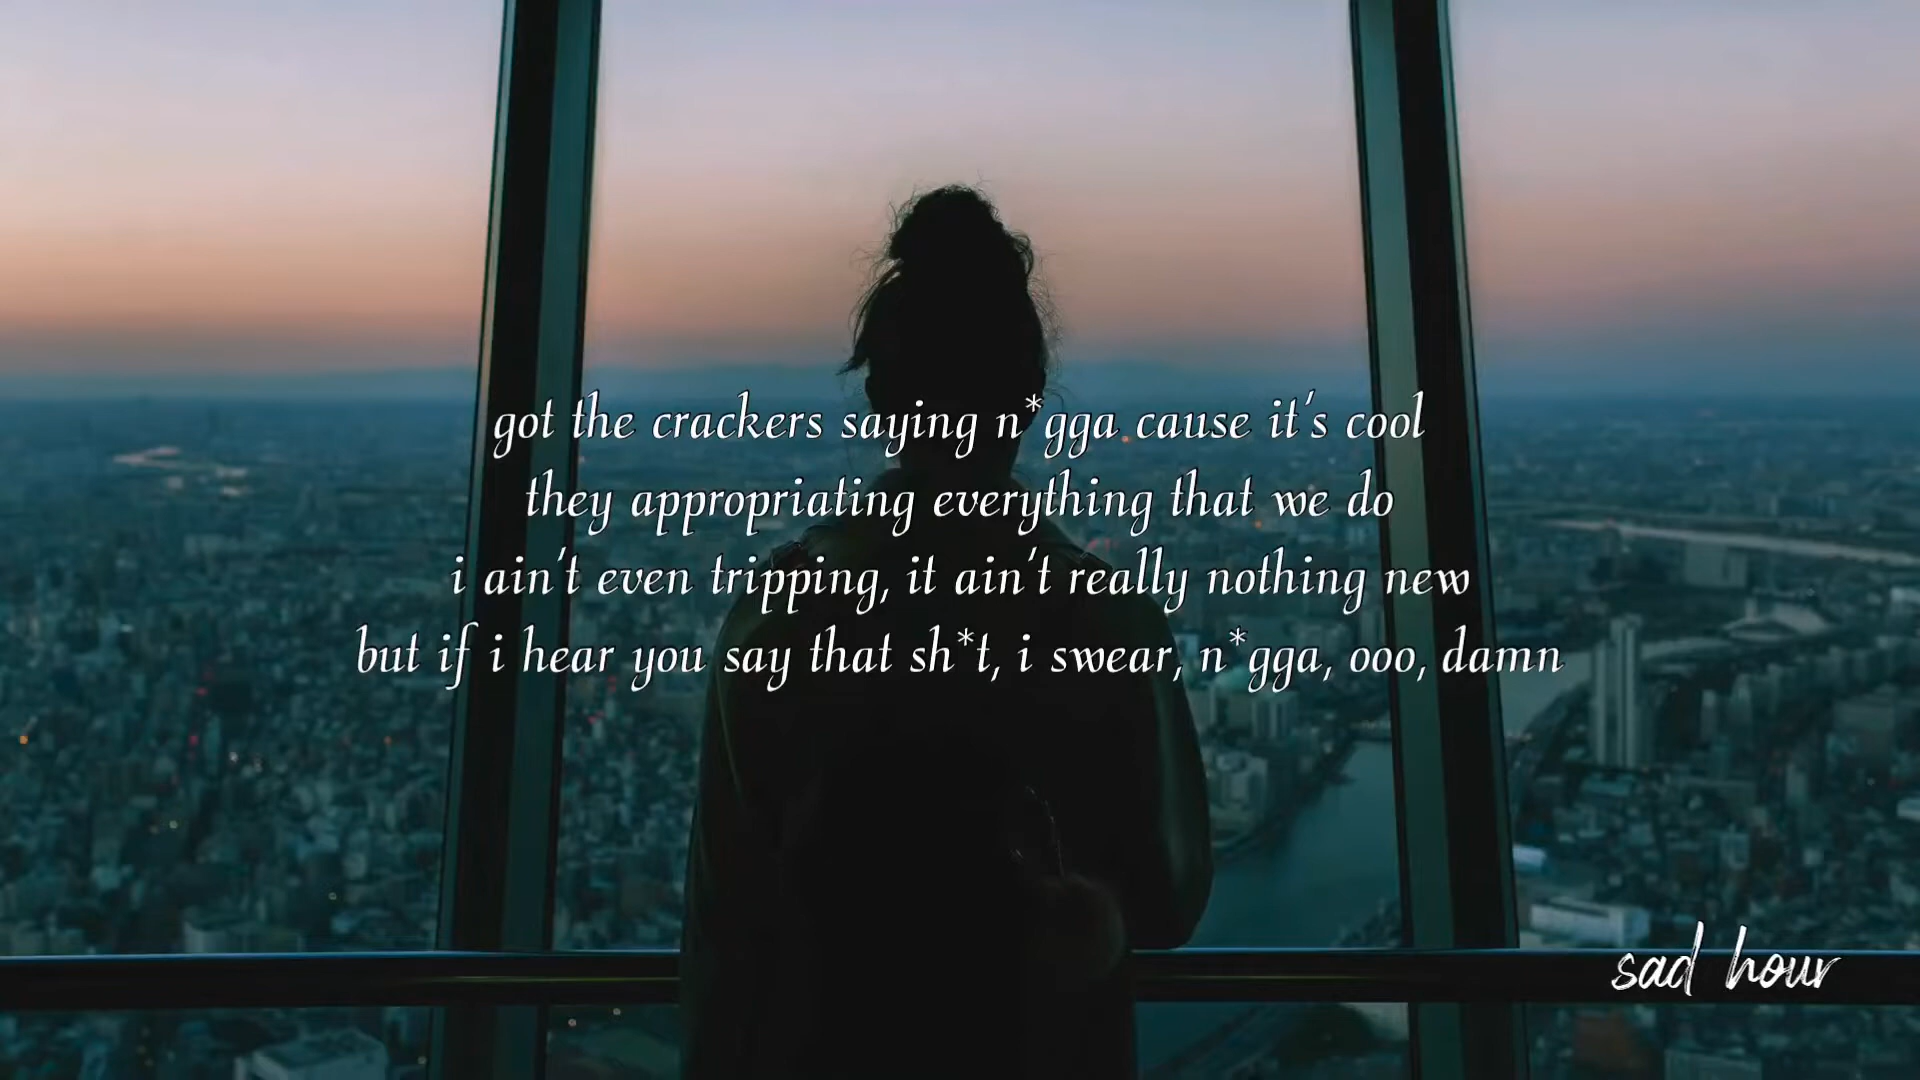 got the crackers saying n*gga cause it's cool
they appropriating everything that we do
i ain't even tripping, it ain't really nothing new
but if i hear you say that sh*t, i swear, n*gga, ooo, damn
sad hour